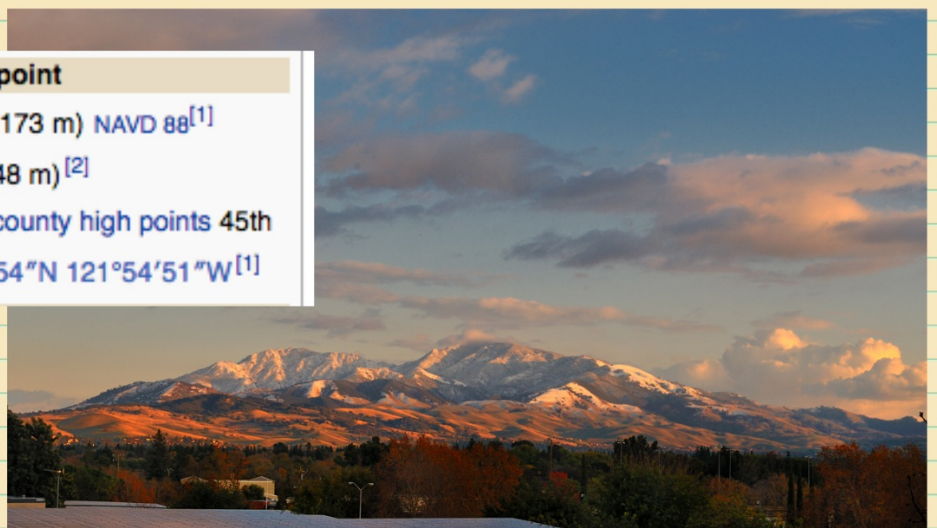 point
173 m) NAVD 88[1]
48 m) [2]
county high points 45th
54″N 121°54′51″W[1]